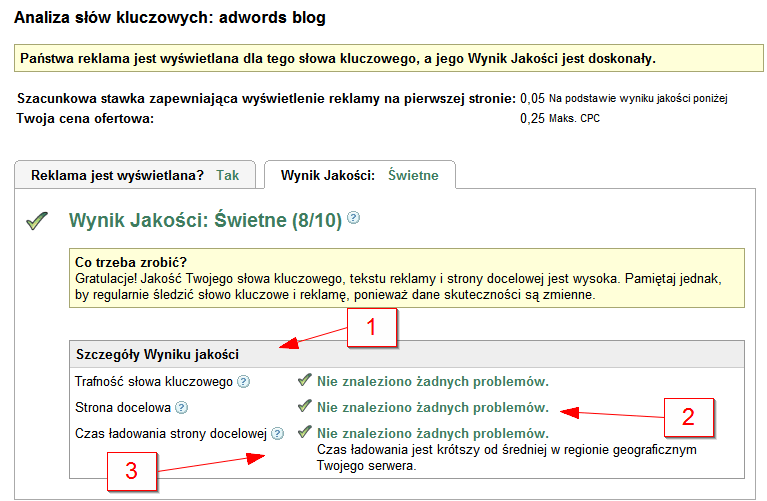 Analiza słów kluczowych: adwords blog
Państwa reklama jest wyświetlana dla tego słowa kluczowego, a jego Wynik Jakości jest doskonały.
Szacunkowa stawka zapewniająca wyświetlenie reklamy na pierwszej stronie: 0,05 Na podstawie wyniku jakości poniżej
Twoja cena ofertowa: 0,25 Maks. CPC
Reklama jest wyświetlana? Tak Wynik Jakości: Świetne
Wynik Jakości: Świetne (8/10) ?
Co trzeba zrobić?
Gratulacje! Jakość Twojego słowa kluczowego, tekstu reklamy i strony docelowej jest wysoka. Pamiętaj jednak,
by regularnie śledzić słowo kluczowe i reklamę, ponieważ dane skuteczności są zmienne.
1
Szczegóły Wyniku jakości
Trafność słowa kluczowego ? Nie znaleziono żadnych problemów.
Strona docelowa ? Nie znaleziono żadnych problemów.
2
Czas ładowania strony docelowej ? Nie znaleziono żadnych problemów.
Czas ładowania jest krótszy od średniej w regionie geograficznym
Twojego serwera.
3